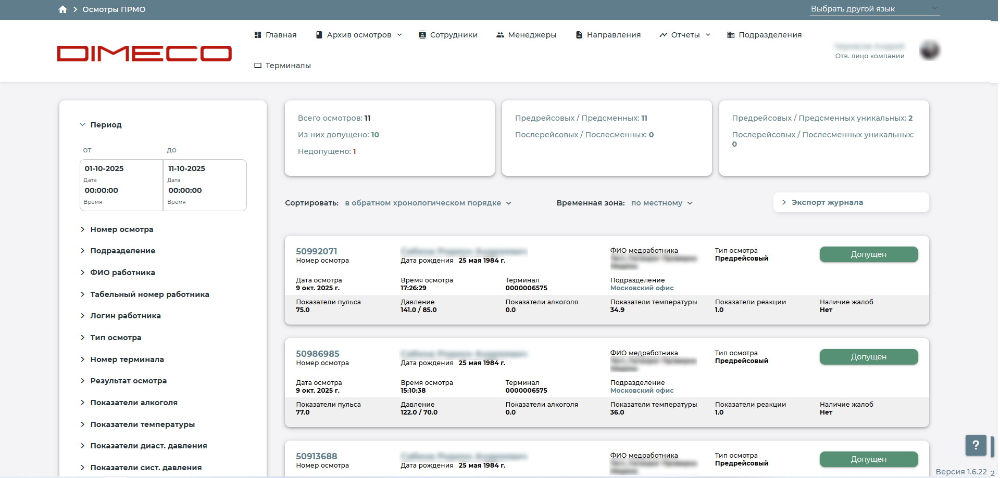 Осмотры ПРМО
Выбрать другой язык
DIMECO
Главная
Архив осмотров
Сотрудники
Менеджеры
Направления
Отчеты
Подразделения
Терминалы
Отв. лицо компании
Период
от до
01-10-2025 11-10-2025
Дата Дата
00:00:00 00:00:00
Время Время
Номер осмотра
Подразделение
ФИО работника
Табельный номер работника
Логин работника
Тип осмотра
Номер терминала
Результат осмотра
Показатели алкоголя
Показатели температуры
Показатели диаст. давления
Показатели сист. давления
Всего осмотров: 11
Из них допущено: 10
Недопущено: 1
Предрейсовых / Предсменных: 11
Послерейсовых / Послесменных: 0
Предрейсовых / Предсменных уникальных: 2
Послерейсовых / Послесменных уникальных:
0
Сортировать: в обратном хронологическом порядке
Временная зона: по местному
Экспорт журнала
50992071
Номер осмотра
Дата рождения 25 мая 1984 г.
ФИО медработника
Тип осмотра
Предрейсовый
Допущен
Дата осмотра
9 окт. 2025 г.
Время осмотра
17:26:29
Терминал
0000006575
Подразделение
Московский офис
Показатели пульса
75.0
Давление
141.0 / 85.0
Показатели алкоголя
0.0
Показатели температуры
34.9
Показатели реакции
1.0
Наличие жалоб
Нет
50986985
Номер осмотра
Дата рождения 25 мая 1984 г.
ФИО медработника
Тип осмотра
Предрейсовый
Допущен
Дата осмотра
9 окт. 2025 г.
Время осмотра
15:10:38
Терминал
0000006575
Подразделение
Московский офис
Показатели пульса
77.0
Давление
122.0 / 70.0
Показатели алкоголя
0.0
Показатели температуры
36.0
Показатели реакции
1.0
Наличие жалоб
Нет
50913688
Номер осмотра
Дата рождения 25 мая 1984 г.
ФИО медработника
Тип осмотра
Предрейсовый
Допущен
?
Версия 1.6.22 2